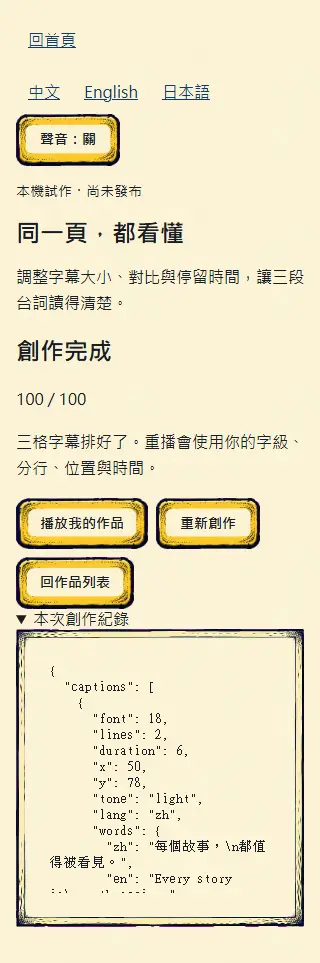 回首頁
中文 English 日本語
聲音：關
本機試作・尚未發布
同一頁，都看懂
調整字幕大小、對比與停留時間，讓三段
台詞讀得清楚。
創作完成
100 / 100
三格字幕排好了。重播會使用你的字級、
分行、位置與時間。
播放我的作品 重新創作
回作品列表
▼ 本次創作紀錄
{
"captions": [
{
"font": 18,
"lines": 2,
"duration": 6,
"x": 50,
"y": 78,
"tone": "light",
"lang": "zh",
"words": {
"zh": "每個故事，\n都值
得被看見。",
"en": "Every story